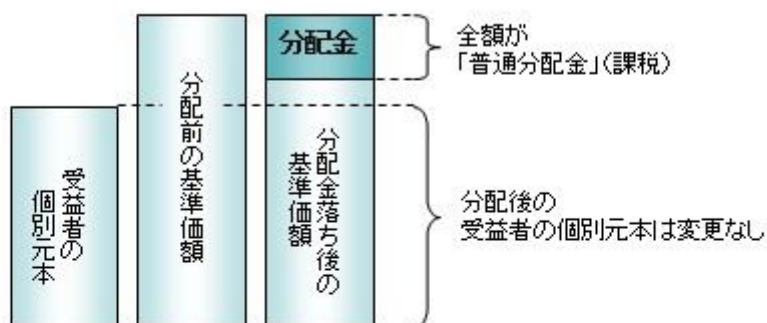 受益者の
個別元本
分配前の基準価額
分配金
分配金落ち後の
基準価額
全額が
「普通分配金」(課税)
分配後の
受益者の個別元本は変更なし